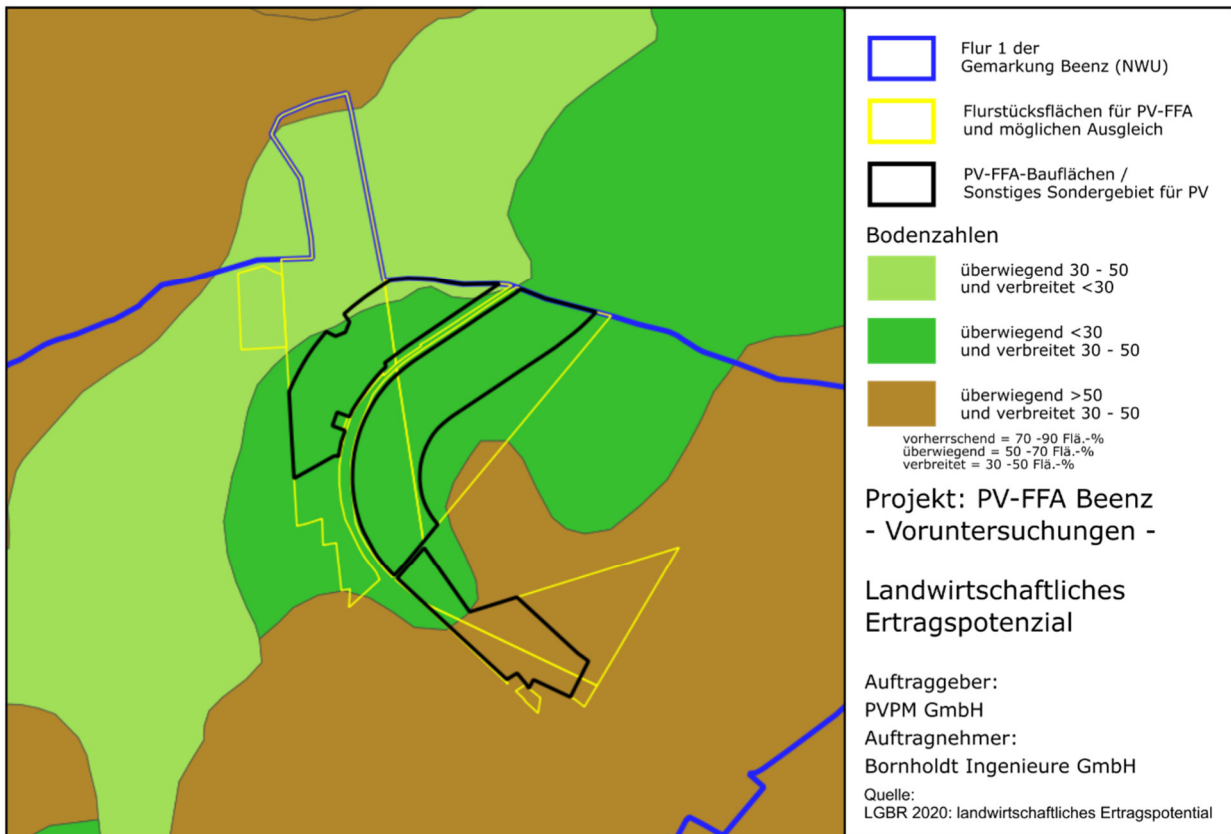 Flur 1 der
Gemarkung Beenz (NWU)
Flurstücksflächen für PV-FFA
und möglichen Ausgleich
PV-FFA-Bauflächen /
Sonstiges Sondergebiet für PV
Bodenzahlen
überwiegend 30 - 50
und verbreitet <30
überwiegend <30
und verbreitet 30 - 50
überwiegend >50
und verbreitet 30 - 50
vorherrschend = 70 -90 Flä.-%
überwiegend = 50 -70 Flä.-%
verbreitet = 30 -50 Flä.-%
Projekt: PV-FFA Beenz
- Voruntersuchungen -
Landwirtschaftliches
Ertragspotenzial
Auftraggeber:
PVPM GmbH
Auftragnehmer:
Bornholdt Ingenieure GmbH
Quelle:
LGBR 2020: landwirtschaftliches Ertragspotential